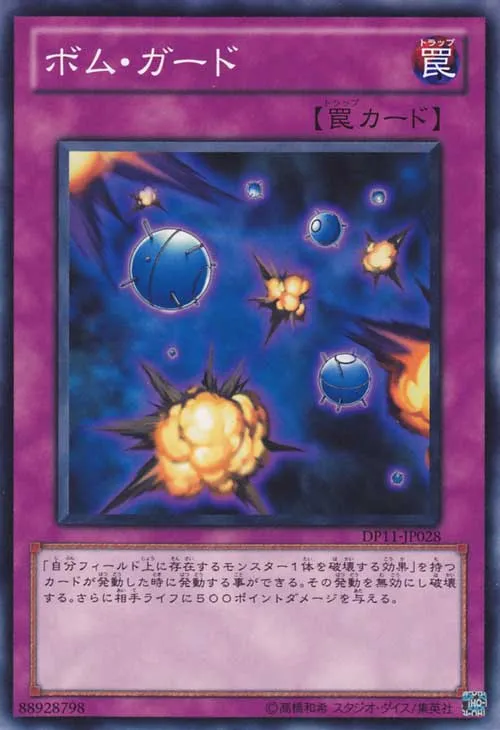 ボム・ガード
トラップ
罠
トラップ
【罠カード】
DP11-JP028
「自分フィールド上に存在するモンスター1体を破壊する効果」を持つ
カードが発動した時に発動する事ができる。その発動を無効にし破壊
する。さらに相手ライフに500ポイントダメージを与える。
88928798
©高橋和希 スタジオ・ダイス/集英社